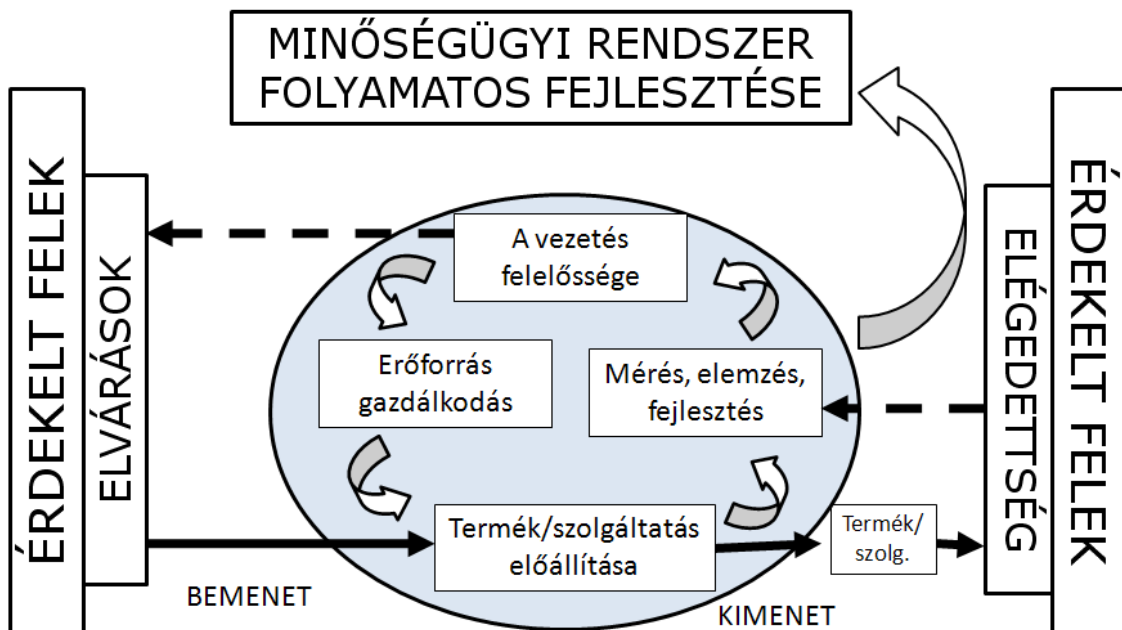 MINŐSÉGÜGYI RENDSZER
FOLYAMATOS FEJLESZTÉSE
ÉRDEKELT FELEK
ELVÁRÁSOK
A vezetés
felelőssége
Erőforrás
gazdálkodás
Mérés, elemzés,
fejlesztés
Termék/szolgáltatás
előállítása
Termék/
szolg.
BEMENET
KIMENET
ELÉGEDETTSÉG
ÉRDEKELT FELEK